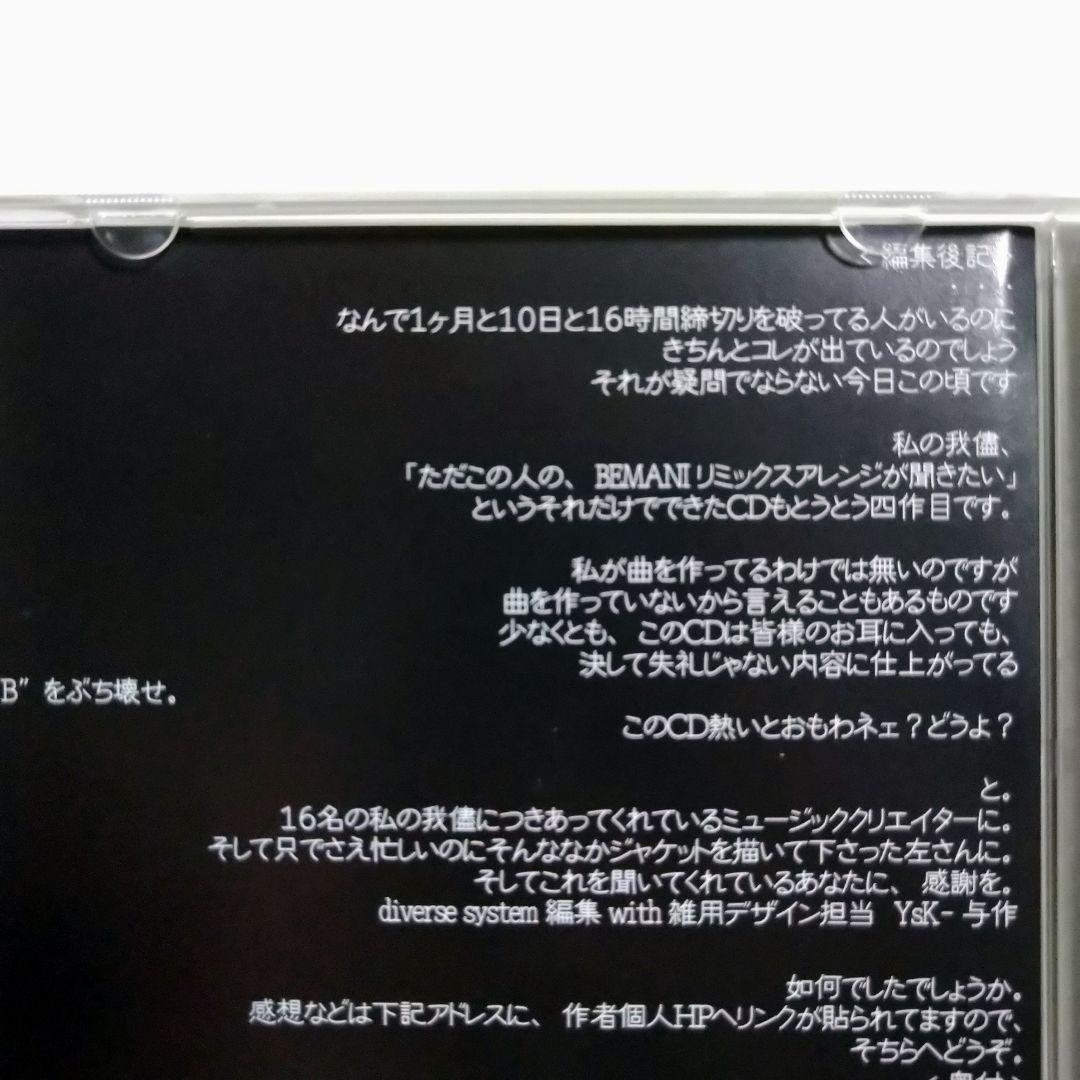 <編集後記>
なんで1ヶ月と10日と16時間締切りを破ってる人がいるのに
きちんとコレが出ているのでしょう
それが疑問でならない今日この頃です
私の我儘、
「ただこの人の、BEMANIリミックスアレンジが聞きたい」
というそれだけでできたCDもとうとう四作目です。
私が曲を作ってるわけでは無いのですが
曲を作っていないから言えることもあるものです
少なくとも、このCDは皆様のお耳に入っても、
決して失礼じゃない内容に仕上がってる
B" をぶち壊せ。
このCD熱いとおもわネェ？どうよ？
と。
16名の私の我儘につきあってくれているミュージッククリエイターに。
そして只でさえ忙しいのにそんななかジャケットを描いて下さった左さんに。
そしてこれを聞いてくれているあなたに、感謝を。
diverse system 編集 with 雑用デザイン担当 YsK-与作
如何でしたでしょうか。
感想などは下記アドレスに、作者個人HPへリンクが貼られてますので、
そちらへどうぞ。